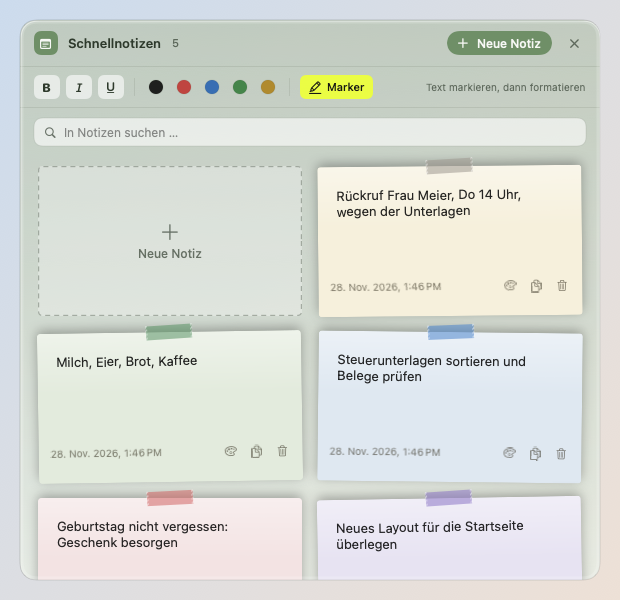 Schnellnotizen 5
Neue Notiz
B I U
Marker
Text markieren, dann formatieren
In Notizen suchen ...
Neue Notiz
Rückruf Frau Meier, Do 14 Uhr,
wegen der Unterlagen
28. Nov. 2026, 1:46 PM
Milch, Eier, Brot, Kaffee
28. Nov. 2026, 1:46 PM
Steuerunterlagen sortieren und
Belege prüfen
28. Nov. 2026, 1:46 PM
Geburtstag nicht vergessen:
Geschenk besorgen
Neues Layout für die Startseite
überlegen